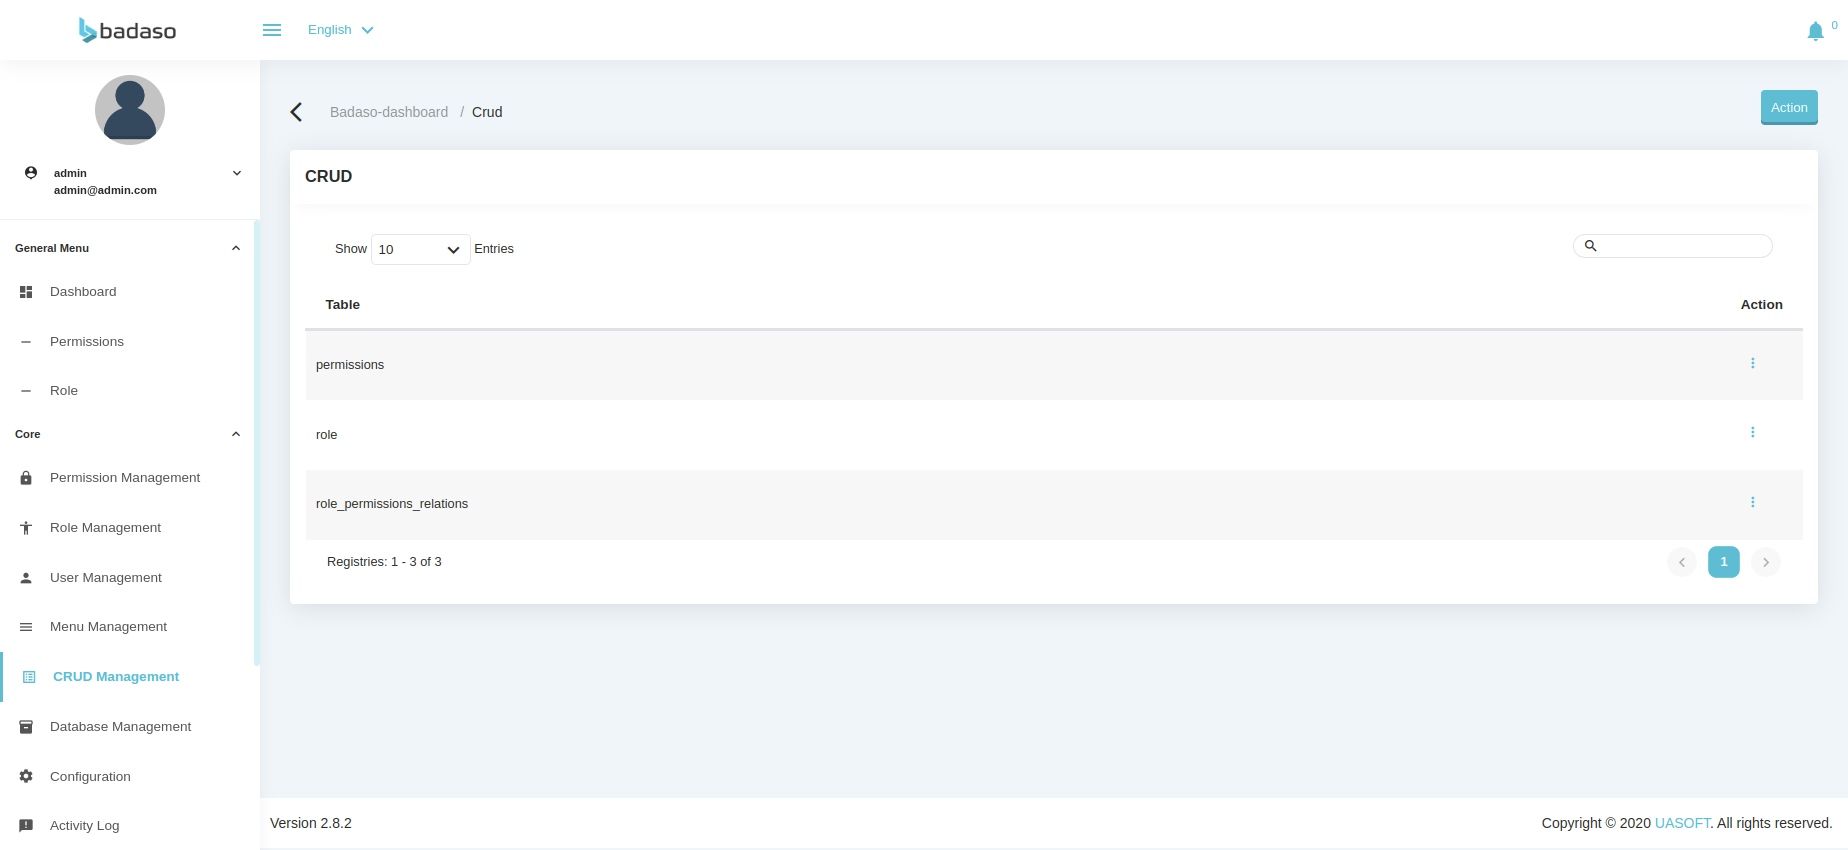 badaso
English
0
admin
admin@admin.com
General Menu
Dashboard
Permissions
Role
Core
Permission Management
Role Management
User Management
Menu Management
CRUD Management
Database Management
Configuration
Activity Log
Badaso-dashboard / Crud
Action
CRUD
Show 10 Entries
Table Action
permissions
role
role_permissions_relations
Registries: 1 - 3 of 3
1
Version 2.8.2
Copyright © 2020 UASOFT. All rights reserved.